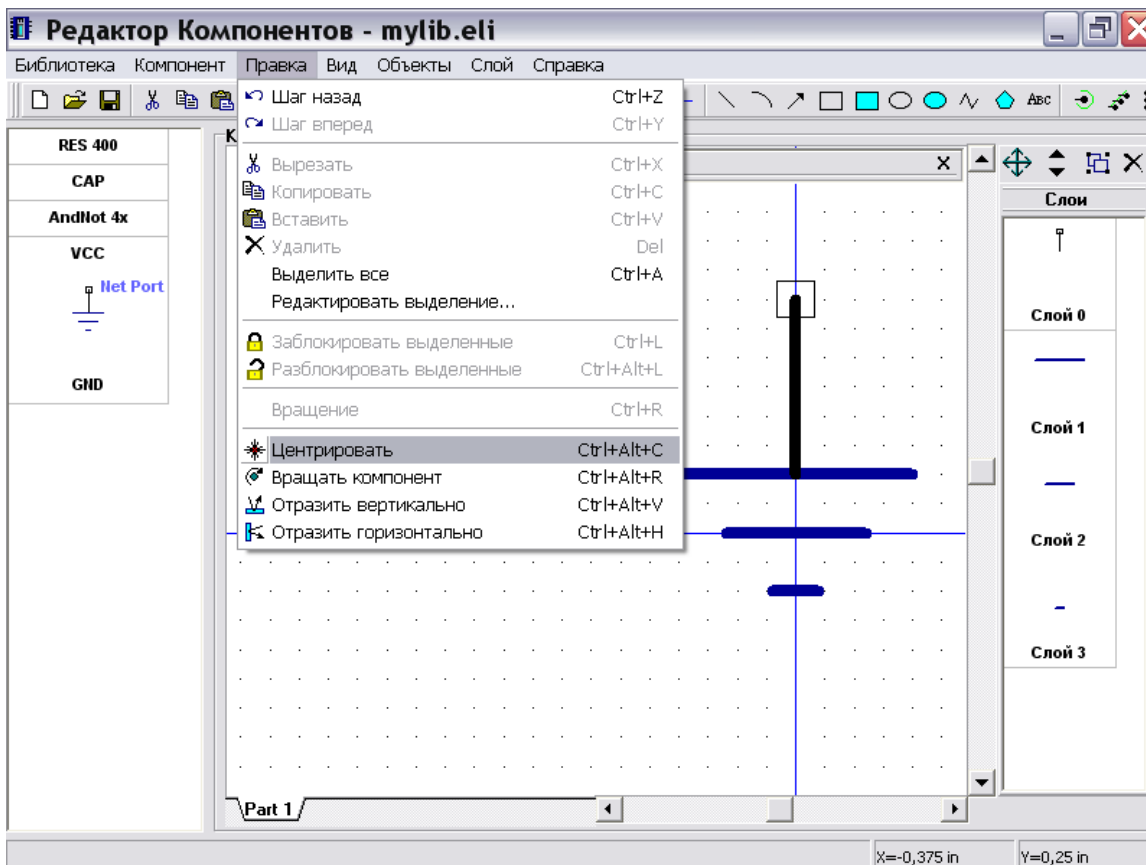 Редактор Компонентов - mylib.eli
Библиотека Компонент Правка Вид Объекты Слой Справка
ABC
RES 400
CAP
AndNot 4x
VCC
Net Port
GND
К
Шаг назад Ctrl+Z
Шаг вперед Ctrl+Y
Вырезать Ctrl+X
Копировать Ctrl+C
Вставить Ctrl+V
Удалить Del
Выделить все Ctrl+A
Редактировать выделение...
Заблокировать выделенные Ctrl+L
Разблокировать выделенные Ctrl+Alt+L
Вращение Ctrl+R
Центрировать Ctrl+Alt+C
Вращать компонент Ctrl+Alt+R
Отразить вертикально Ctrl+Alt+V
Отразить горизонтально Ctrl+Alt+H
Слои
Слой 0
Слой 1
Слой 2
Слой 3
Part 1
X=-0,375 in Y=0,25 in